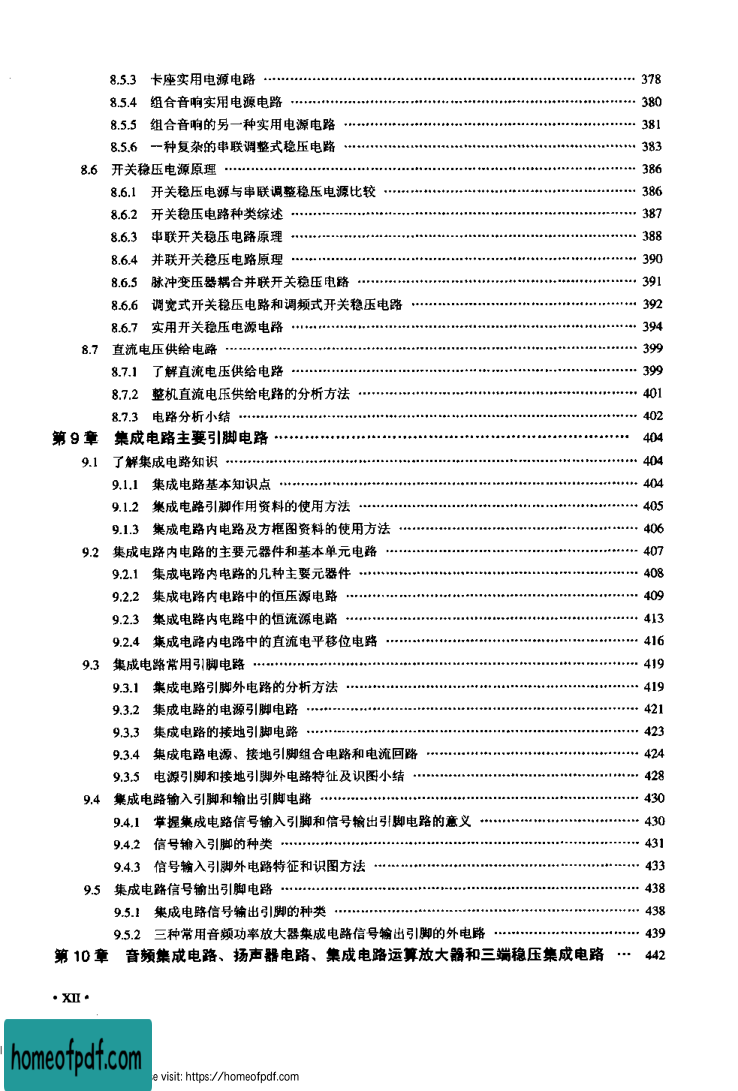 8.5.3 卡座实用电源电路 ………… 378
8.5.4 组合音响实用电源电路 ………… 380
8.5.5 组合音响的另一种实用电源电路 ………… 381
8.5.6 一种复杂的串联调整式稳压电路 ………… 383
8.6 开关稳压电源原理 ………… 386
8.6.1 开关稳压电源与串联调整稳压电源比较 ………… 386
8.6.2 开关稳压电路种类综述 ………… 387
8.6.3 串联开关稳压电路原理 ………… 388
8.6.4 并联开关稳压电路原理 ………… 390
8.6.5 脉冲变压器耦合并联开关稳压电路 ………… 391
8.6.6 调宽式开关稳压电路和调频式开关稳压电路 ………… 392
8.6.7 实用开关稳压电源电路 ………… 394
8.7 直流电压供给电路 ………… 399
8.7.1 了解直流电压供给电路 ………… 399
8.7.2 整机直流电压供给电路的分析方法 ………… 401
8.7.3 电路分析小结 ………… 402
第 9 章 集成电路主要引脚电路 ………… 404
9.1 了解集成电路知识 ………… 404
9.1.1 集成电路基本知识点 ………… 404
9.1.2 集成电路引脚作用资料的使用方法 ………… 405
9.1.3 集成电路内电路及方框图资料的使用方法 ………… 406
9.2 集成电路内电路的主要元器件和基本单元电路 ………… 407
9.2.1 集成电路内电路的几种主要元器件 ………… 408
9.2.2 集成电路内电路中的恒压源电路 ………… 409
9.2.3 集成电路内电路中的恒流源电路 ………… 413
9.2.4 集成电路内电路中的直流电平移位电路 ………… 416
9.3 集成电路常用引脚电路 ………… 419
9.3.1 集成电路引脚外电路的分析方法 ………… 419
9.3.2 集成电路的电源引脚电路 ………… 421
9.3.3 集成电路的接地引脚电路 ………… 423
9.3.4 集成电路电源、接地引脚组合电路和电流回路 ………… 424
9.3.5 电源引脚和接地引脚外电路特征及识图小结 ………… 428
9.4 集成电路输入引脚和输出引脚电路 ………… 430
9.4.1 掌握集成电路信号输入引脚和信号输出引脚电路的意义 ………… 430
9.4.2 信号输入引脚的种类 ………… 431
9.4.3 信号输入引脚外电路特征和识图方法 ………… 433
9.5 集成电路信号输出引脚电路 ………… 438
9.5.1 集成电路信号输出引脚的种类 ………… 438
9.5.2 三种常用音频功率放大器集成电路信号输出引脚的外电路 ………… 439
第 10 章 音频集成电路、扬声器电路、集成电路运算放大器和三端稳压集成电路 … 442
• XII •
homeofpdf.com
visit: https://homeofpdf.com